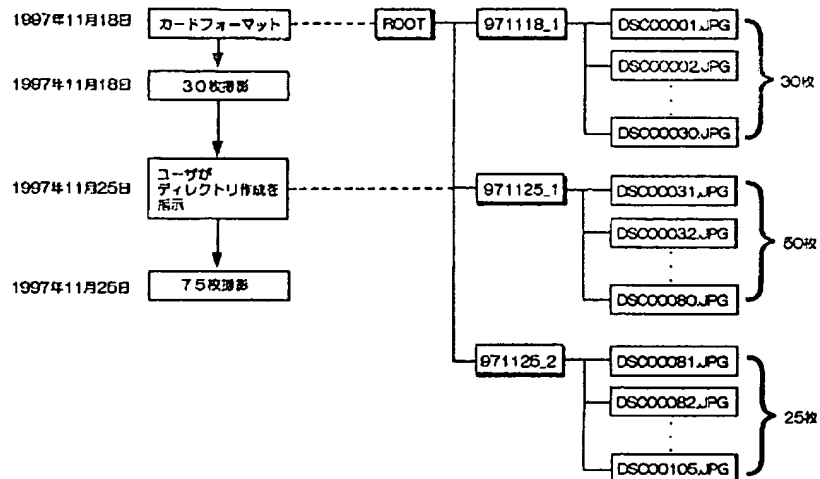 1997年11月18日
カードフォーマット
ROOT
971118_1
DSC00001.JPG
DSC00002.JPG
DSC00030.JPG
30枚
1997年11月18日
30枚撮影
1997年11月25日
ユーザが
ディレクトリ作成を
指示
971125_1
DSC00031.JPG
DSC00032.JPG
DSC00080.JPG
50枚
1997年11月25日
75枚撮影
971125_2
DSC00081.JPG
DSC00082.JPG
DSC00105.JPG
25枚